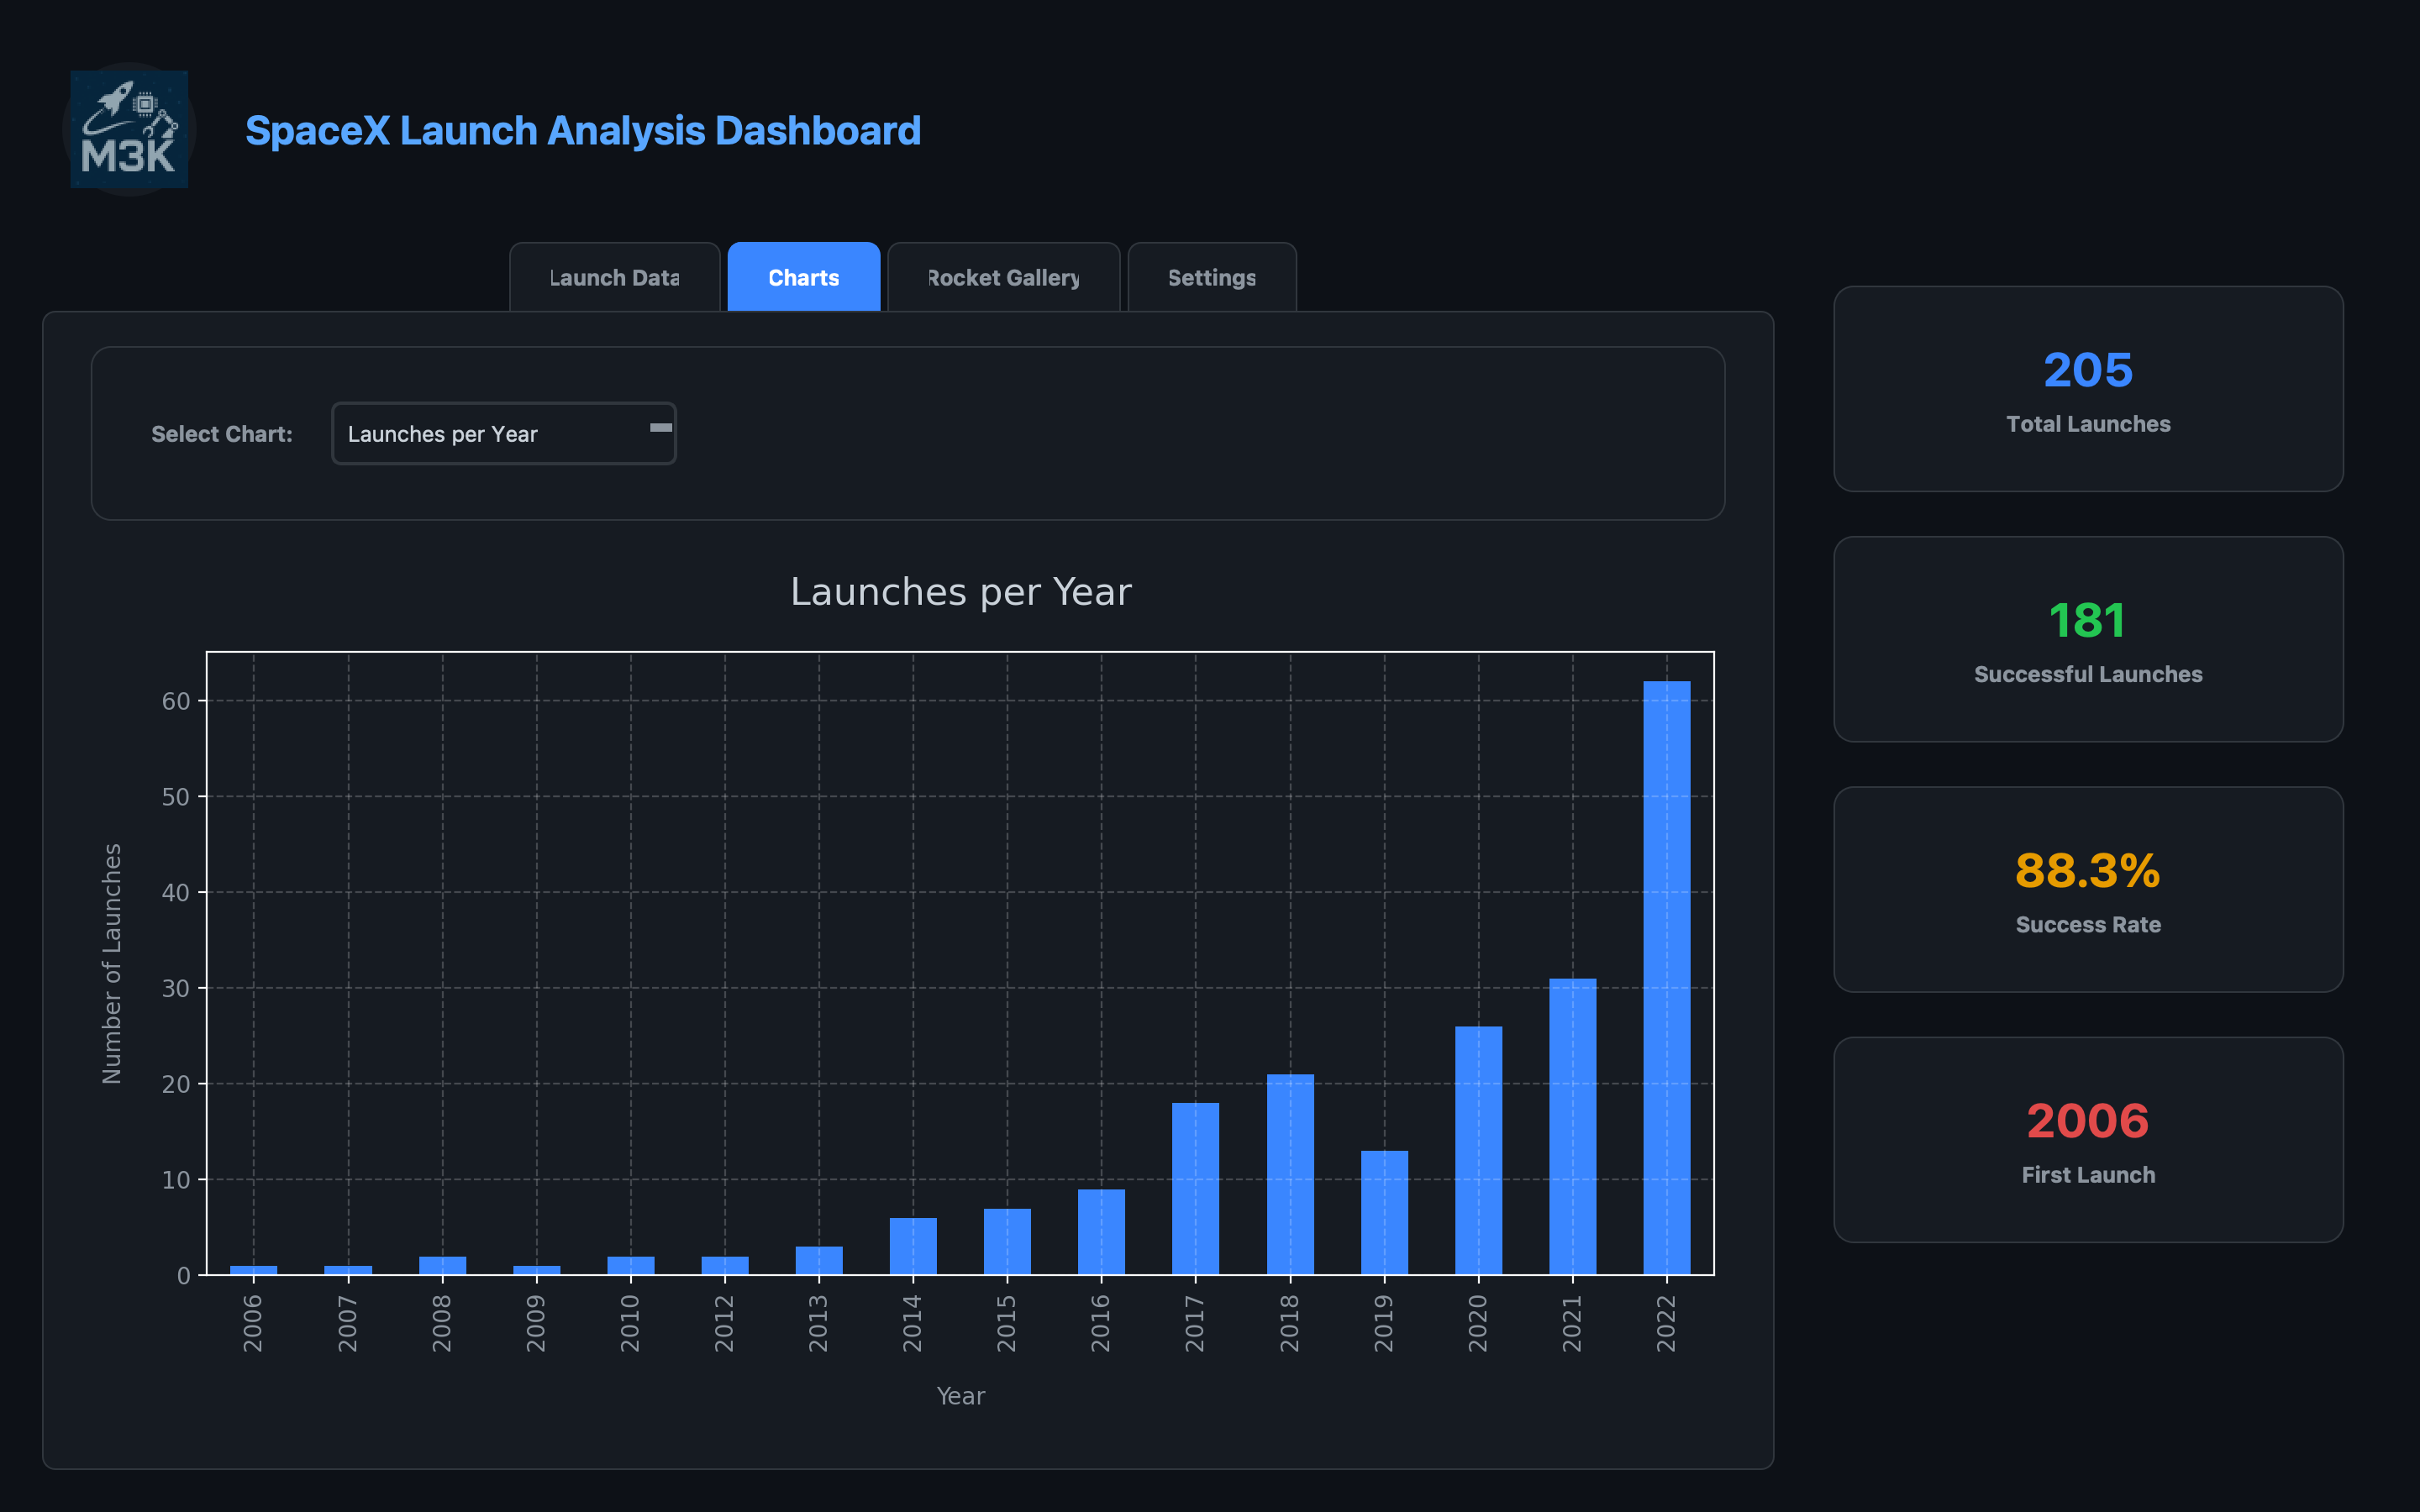 M3K
SpaceX Launch Analysis Dashboard
Launch Data
Charts
Rocket Gallery
Settings
Select Chart:
Launches per Year
Launches per Year
Number of Launches
60
50
40
30
20
10
0
2006
2007
2008
2009
2010
2012
2013
2014
2015
2016
2017
2018
2019
2020
2021
2022
Year
205
Total Launches
181
Successful Launches
88.3%
Success Rate
2006
First Launch